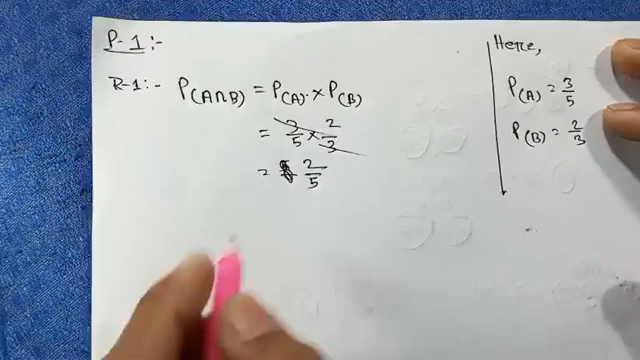 P-1:-
R-1:- P(A∩B) = P(A) × P(B)
= 3/5 × 2/3
= 2/5
Here,
P(A) = 3/5
P(B) = 2/3